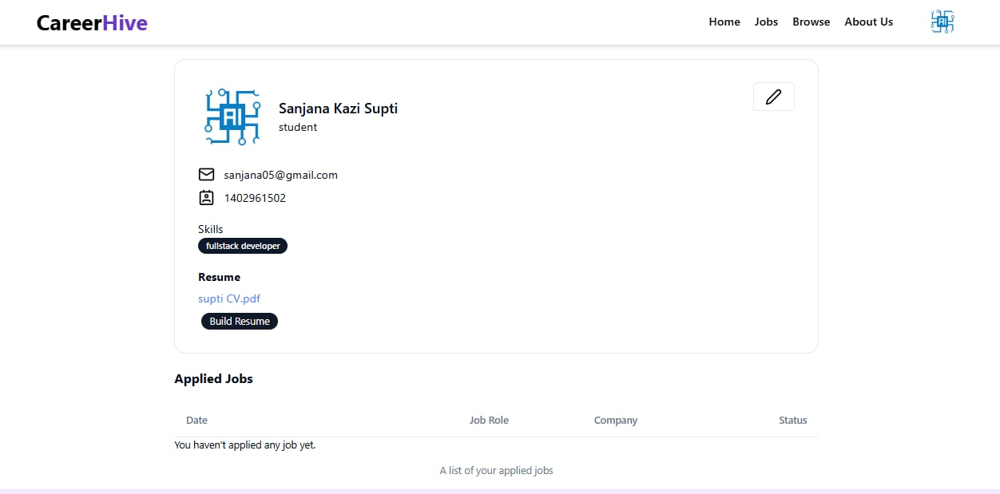 CareerHive
Home Jobs Browse About Us
AI
AI
Sanjana Kazi Supti
student
sanjana05@gmail.com
1402961502
Skills
fullstack developer
Resume
supti CV.pdf
Build Resume
Applied Jobs
Date Job Role Company Status
You haven't applied any job yet.
A list of your applied jobs